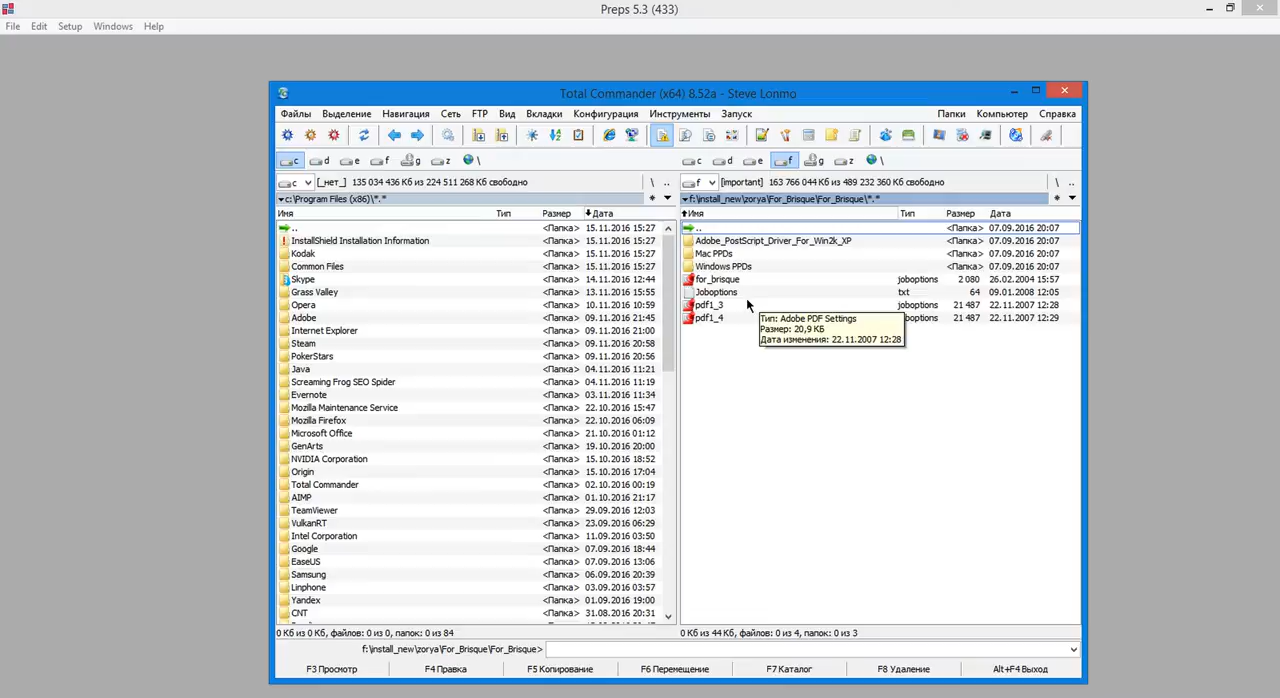 Preps 5.3 (433)
File Edit Setup Windows Help
Total Commander (x64) 8.52a - Steve Lonmo
Файлы Выделение Навигация Сеть FTP Вид Вкладки Конфигурация Инструменты Запуск Папки Компьютер Справка
c d e f g z \ c d e f g z \
c [_нет_] 135 034 436 Кб из 224 511 268 Кб свободно \ .. f [important] 163 766 044 Кб из 489 232 360 Кб свободно \ ..
c:\Program Files (x86)\*.* * f:\install_new\zorya\For_Brisque\For_Brisque\*.* *
Имя Тип Размер Дата Имя Тип Размер Дата
.. <Папка> 15.11.2016 15:27
InstallShield Installation Information <Папка> 15.11.2016 15:27
Kodak <Папка> 15.11.2016 15:27
Common Files <Папка> 15.11.2016 15:27
Skype <Папка> 14.11.2016 12:44
Grass Valley <Папка> 13.11.2016 15:55
Opera <Папка> 10.11.2016 10:59
Adobe <Папка> 09.11.2016 21:45
Internet Explorer <Папка> 09.11.2016 21:00
Steam <Папка> 09.11.2016 20:58
PokerStars <Папка> 09.11.2016 20:56
Java <Папка> 04.11.2016 11:21
Screaming Frog SEO Spider <Папка> 04.11.2016 11:19
Evernote <Папка> 03.11.2016 11:34
Mozilla Maintenance Service <Папка> 22.10.2016 15:47
Mozilla Firefox <Папка> 22.10.2016 06:09
Microsoft Office <Папка> 21.10.2016 01:12
GenArts <Папка> 19.10.2016 20:00
NVIDIA Corporation <Папка> 15.10.2016 18:52
Origin <Папка> 15.10.2016 17:04
Total Commander <Папка> 02.10.2016 00:19
AIMP <Папка> 01.10.2016 21:17
TeamViewer <Папка> 29.09.2016 12:03
VulkanRT <Папка> 23.09.2016 06:29
Intel Corporation <Папка> 11.09.2016 03:50
Google <Папка> 07.09.2016 18:44
EaseUS <Папка> 07.09.2016 13:06
Samsung <Папка> 06.09.2016 20:39
Linphone <Папка> 03.09.2016 03:57
Yandex <Папка> 01.09.2016 19:00
CNT <Папка> 31.08.2016 20:31
.. <Папка> 07.09.2016 20:07
Adobe_PostScript_Driver_For_Win2k_XP <Папка> 07.09.2016 20:07
Mac PPDs <Папка> 07.09.2016 20:07
Windows PPDs <Папка> 07.09.2016 20:07
for_brisque joboptions 2 080 26.02.2004 15:57
Joboptions txt 64 09.01.2008 12:05
pdf1_3 joboptions 21 487 22.11.2007 12:28
pdf1_4 joboptions 21 487 22.11.2007 12:29
Тип: Adobe PDF Settings
Размер: 20,9 КБ
Дата изменения: 22.11.2007 12:28
0 Кб из 0 Кб, файлов: 0 из 0, папок: 0 из 84
0 Кб из 44 Кб, файлов: 0 из 4, папок: 0 из 3
f:\install_new\zorya\For_Brisque\For_Brisque>
F3 Просмотр F4 Правка F5 Копирование F6 Перемещение F7 Каталог F8 Удаление Alt+F4 Выход